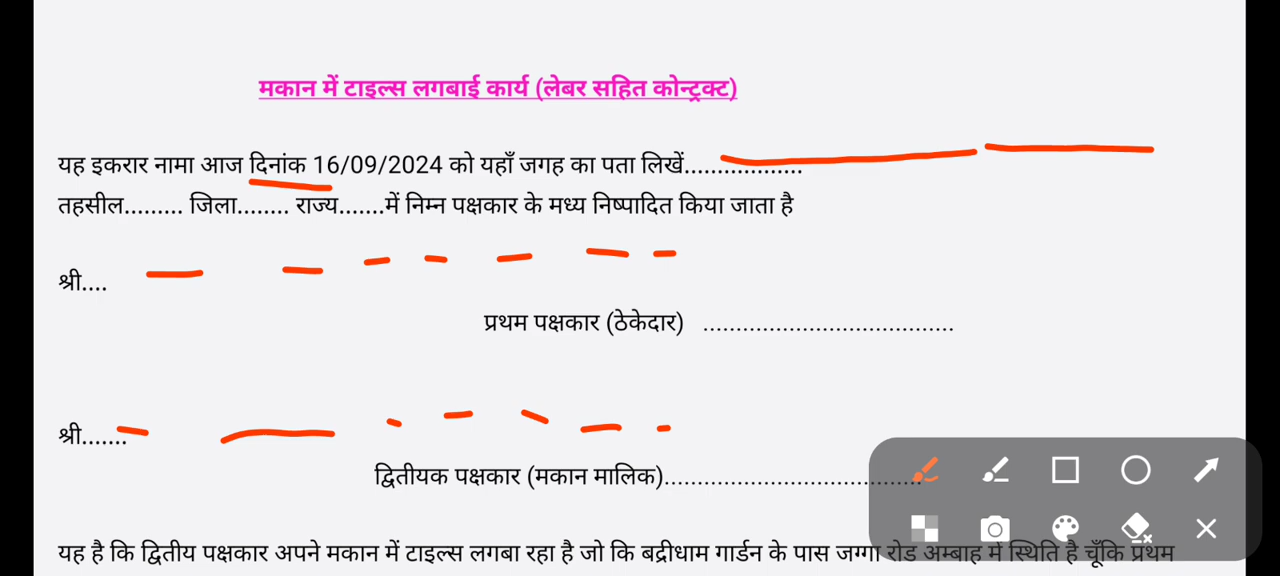 मकान में टाइल्स लगबाई कार्य (लेबर सहित कोन्ट्रक्ट)
यह इकरार नामा आज दिनांक 16/09/2024 को यहाँ जगह का पता लिखें..................
तहसील......... जिला........ राज्य.......में निम्न पक्षकार के मध्य निष्पादित किया जाता है
श्री....
प्रथम पक्षकार (ठेकेदार) ......................................
श्री.......
द्वितीयक पक्षकार (मकान मालिक).......................................
यह है कि द्वितीय पक्षकार अपने मकान में टाइल्स लगबा रहा है जो कि बद्रीधाम गार्डन के पास जग्गा रोड अम्बाह में स्थिति है चूँकि प्रथम